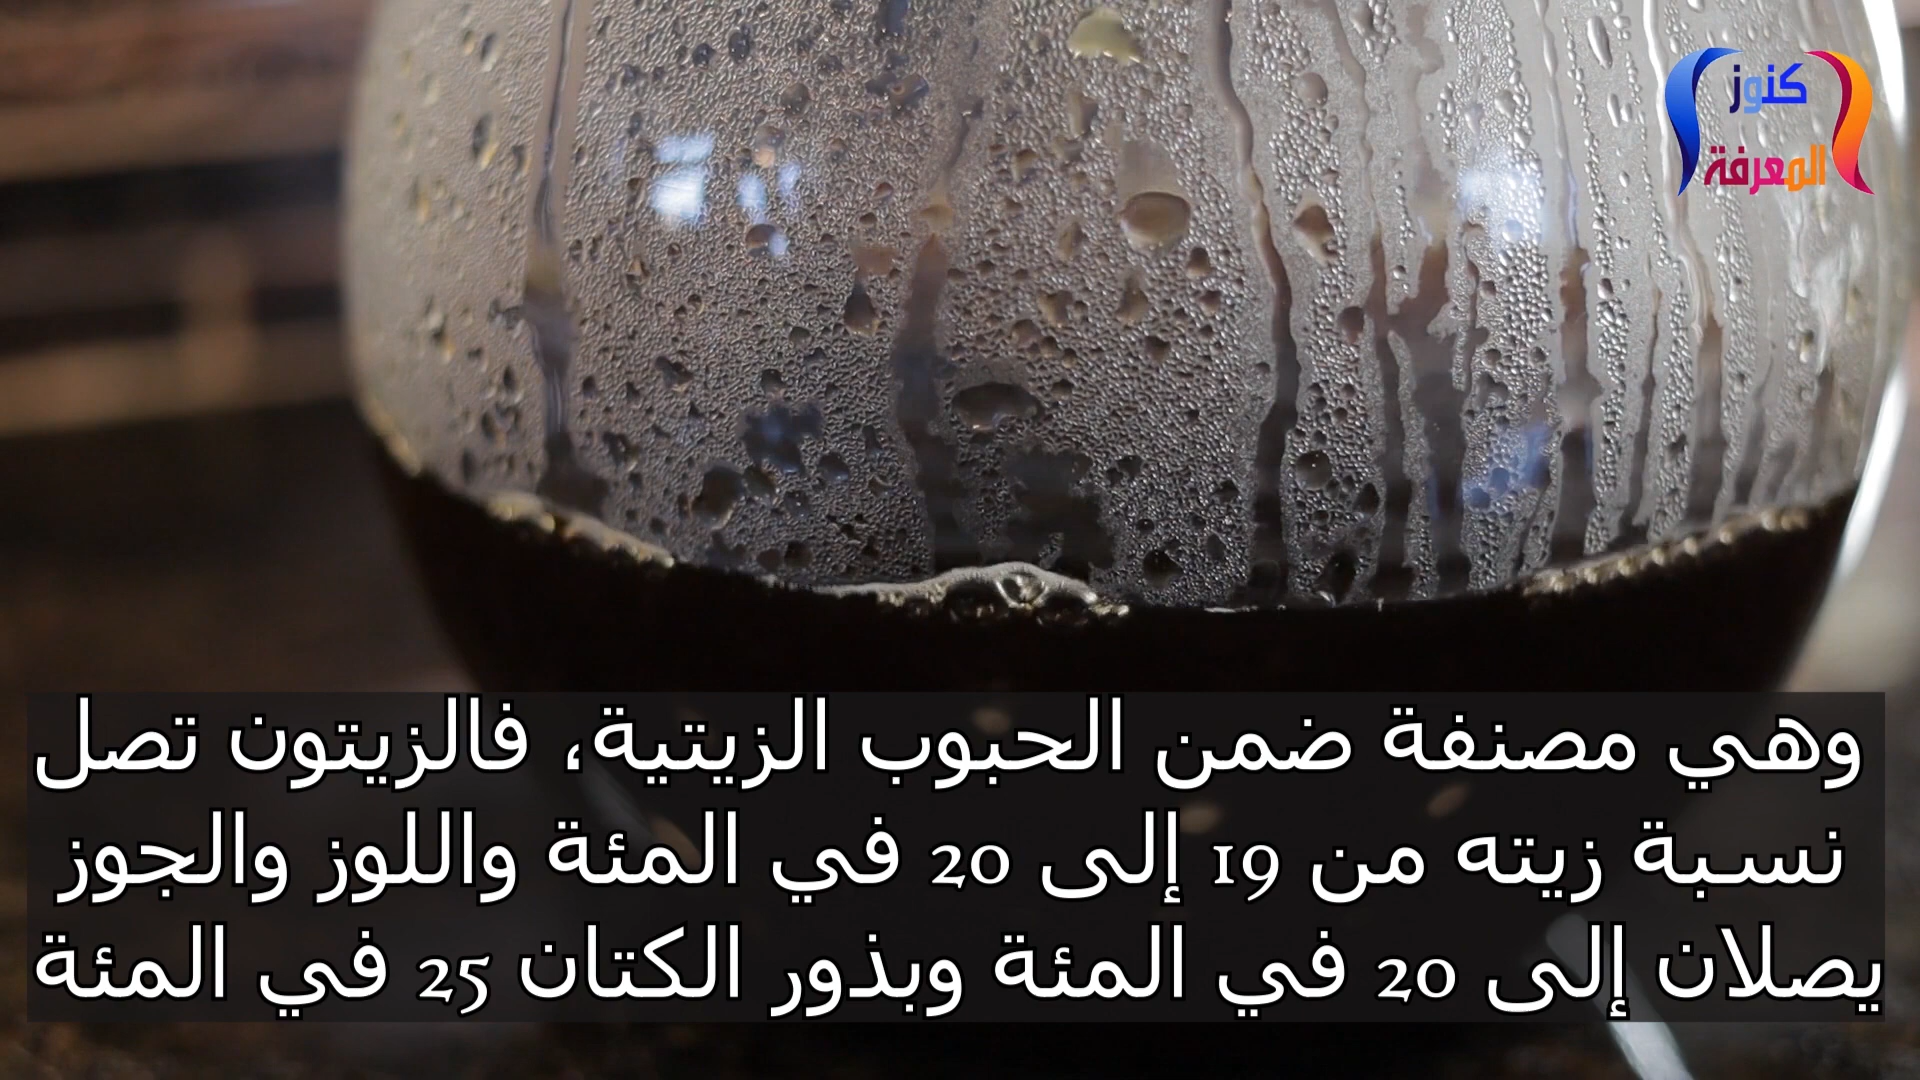 كنوز
المعرفة
وهي مصنفة ضمن الحبوب الزيتية، فالزيتون تصل
نسبة زيته من 19 إلى 20 في المئة واللوز والجوز
يصلان إلى 20 في المئة وبذور الكتان 25 في المئة